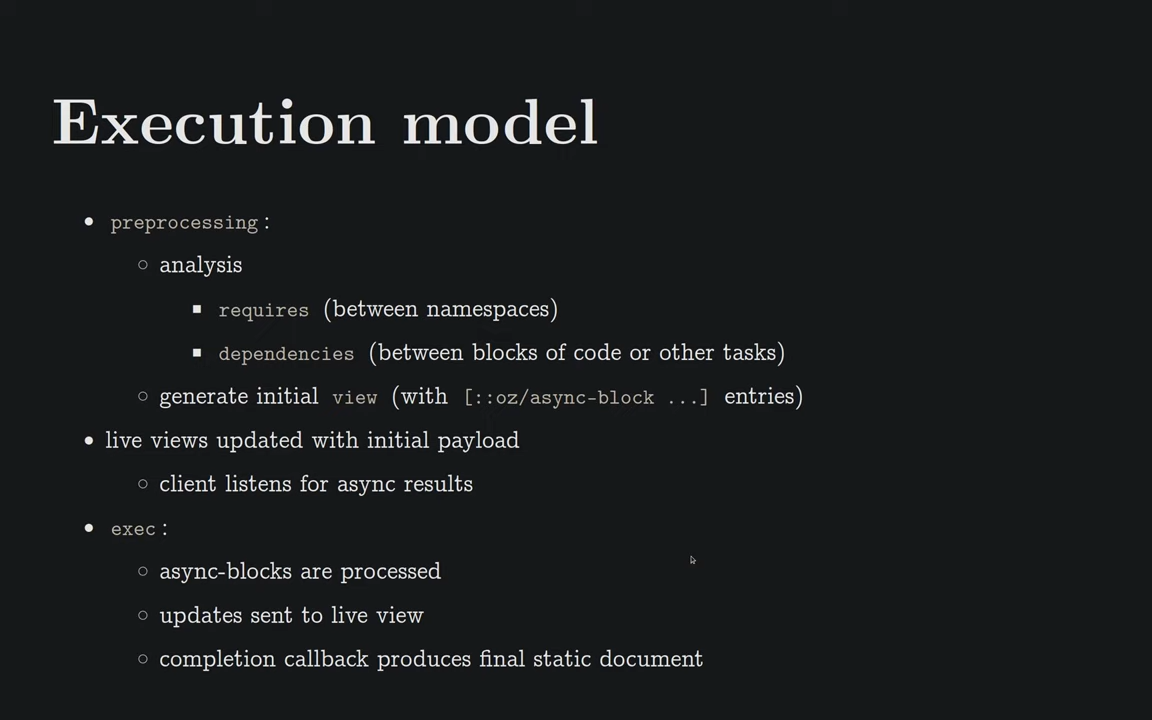 Execution model
• preprocessing:
○ analysis
▪ requires (between namespaces)
▪ dependencies (between blocks of code or other tasks)
○ generate initial view (with [::oz/async-block ...] entries)
• live views updated with initial payload
○ client listens for async results
• exec:
○ async-blocks are processed
○ updates sent to live view
○ completion callback produces final static document